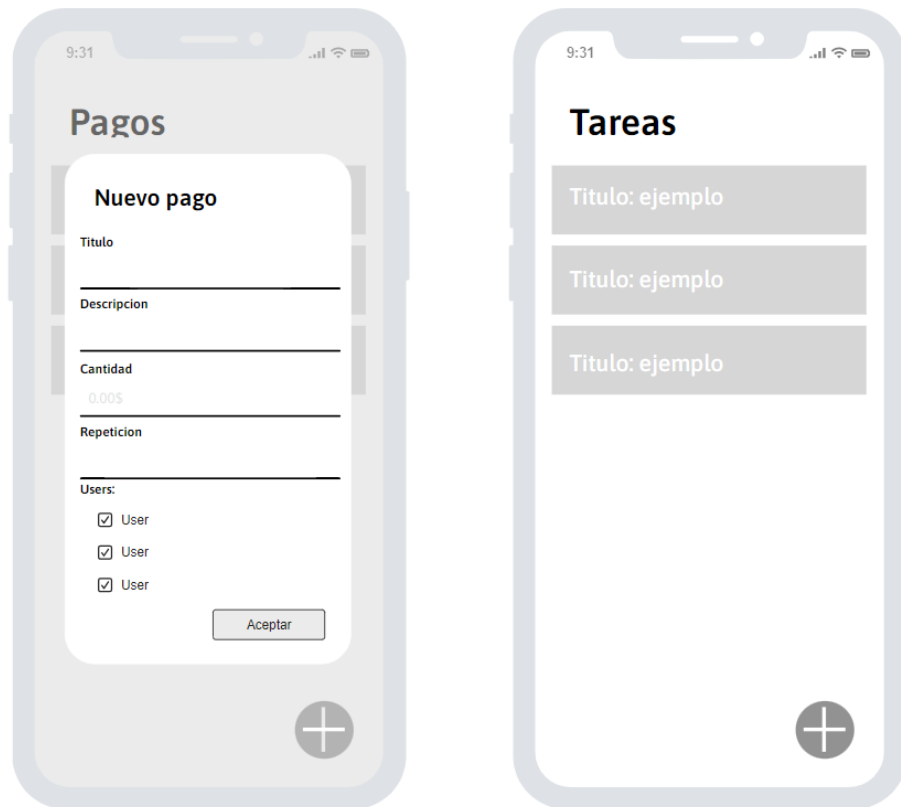 9:31
Pagos
Nuevo pago
Titulo
Descripcion
Cantidad
0.00$
Repeticion
Users:
User
User
User
Aceptar
9:31
Tareas
Titulo: ejemplo
Titulo: ejemplo
Titulo: ejemplo